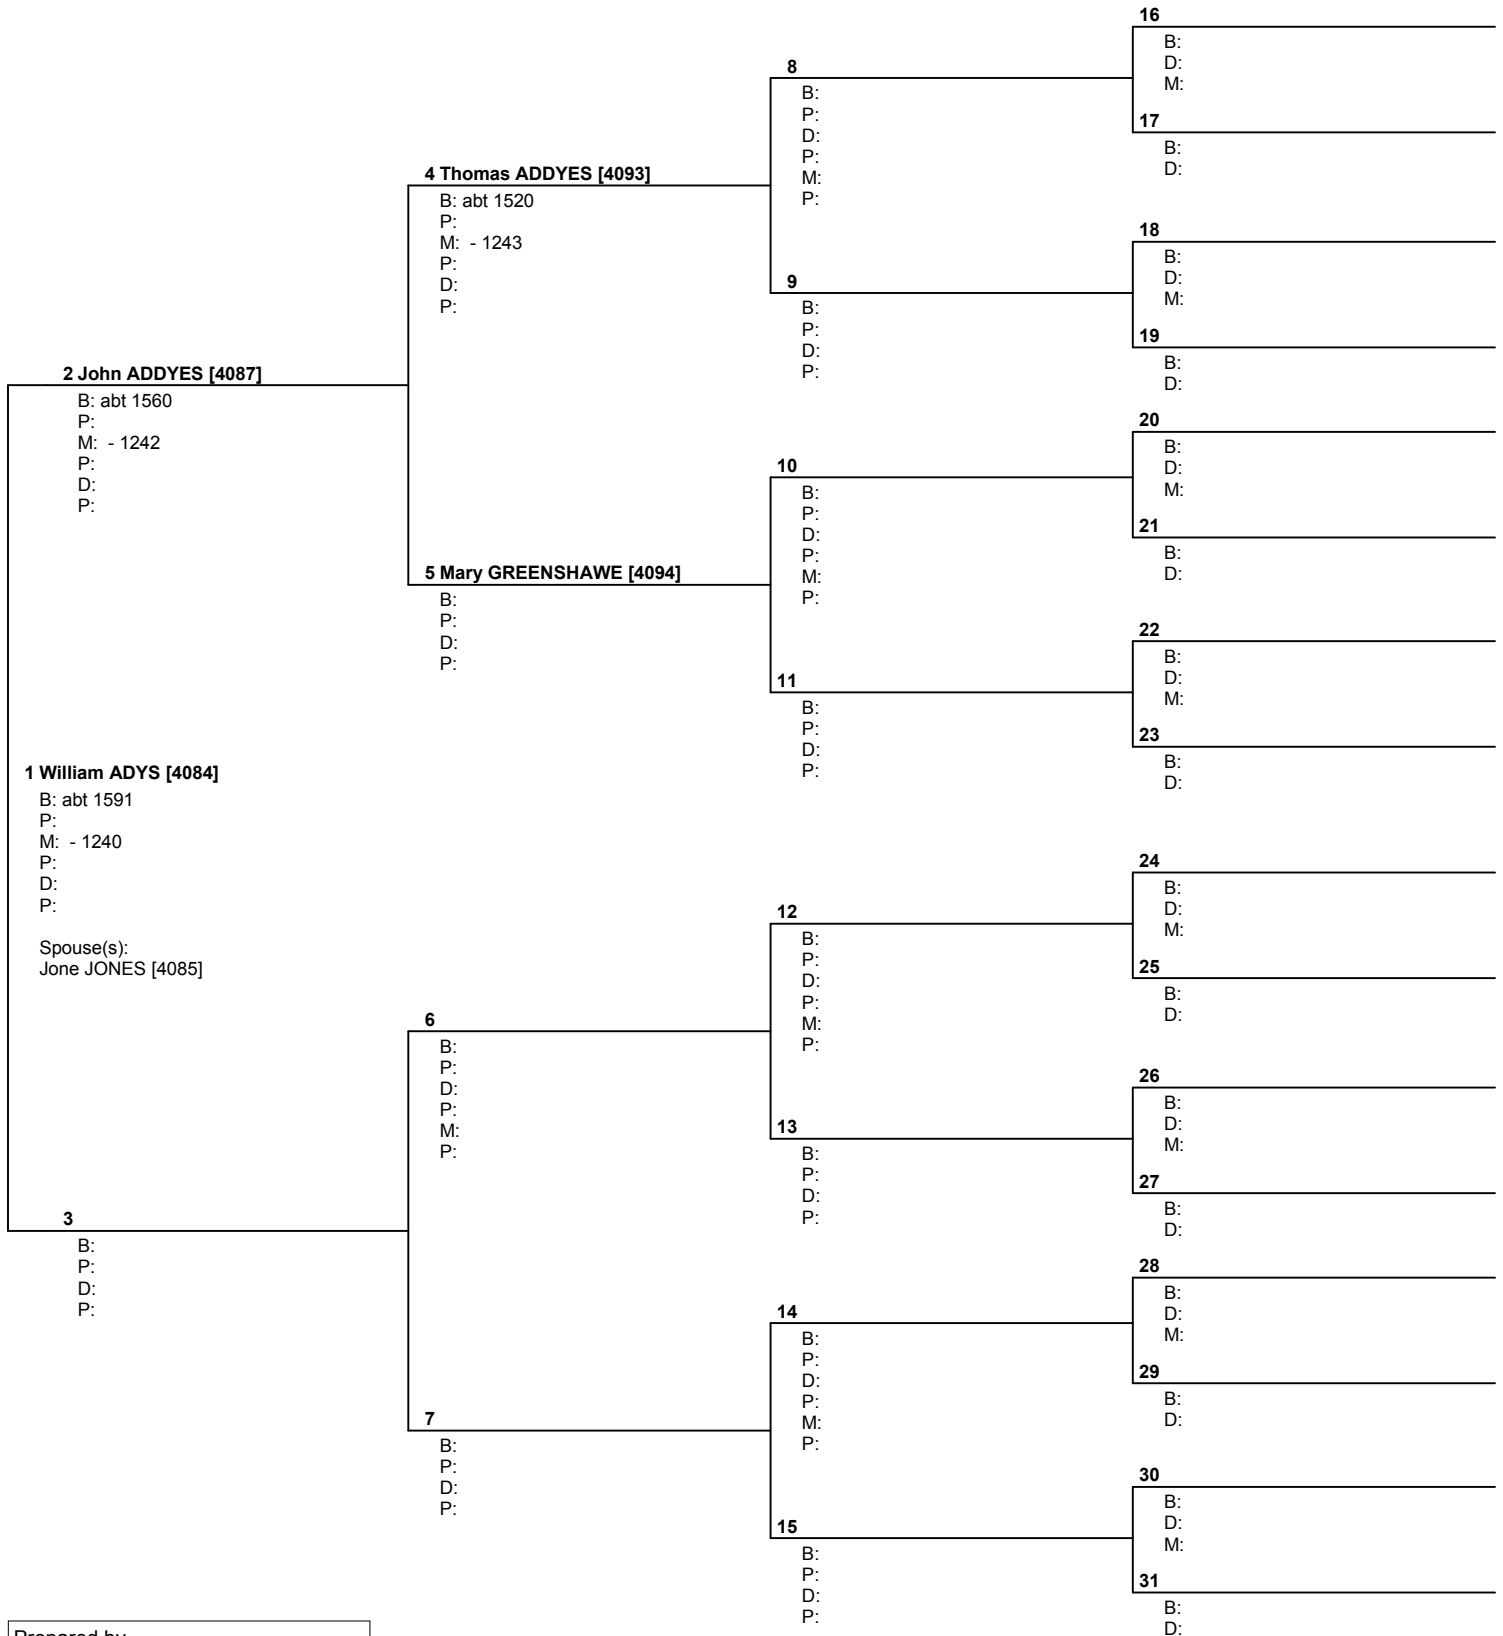 16
B:
D:
M:
8
B:
P:
D:
P:
M:
P:
17
B:
D:
4 Thomas ADDYES [4093]
B: abt 1520
P:
M:  - 1243
P:
D:
P:
18
B:
D:
M:
9
B:
P:
D:
P:
19
B:
D:
2 John ADDYES [4087]
B: abt 1560
P:
M:  - 1242
P:
D:
P:
20
B:
D:
M:
10
B:
P:
D:
P:
M:
P:
21
B:
D:
5 Mary GREENSHAWE [4094]
B:
P:
D:
P:
22
B:
D:
M:
11
B:
P:
D:
P:
23
B:
D:
1 William ADYS [4084]
B: abt 1591
P:
M:  - 1240
P:
D:
P:
Spouse(s):
Jone JONES [4085]
24
B:
D:
M:
12
B:
P:
D:
P:
M:
P:
25
B:
D:
6
B:
P:
D:
P:
M:
P:
26
B:
D:
M:
13
B:
P:
D:
P:
27
B:
D:
3
B:
P:
D:
P:
28
B:
D:
M:
14
B:
P:
D:
P:
M:
P:
29
B:
D:
7
B:
P:
D:
P:
30
B:
D:
M:
15
B:
P:
D:
P:
31
B:
D:
Prepared by